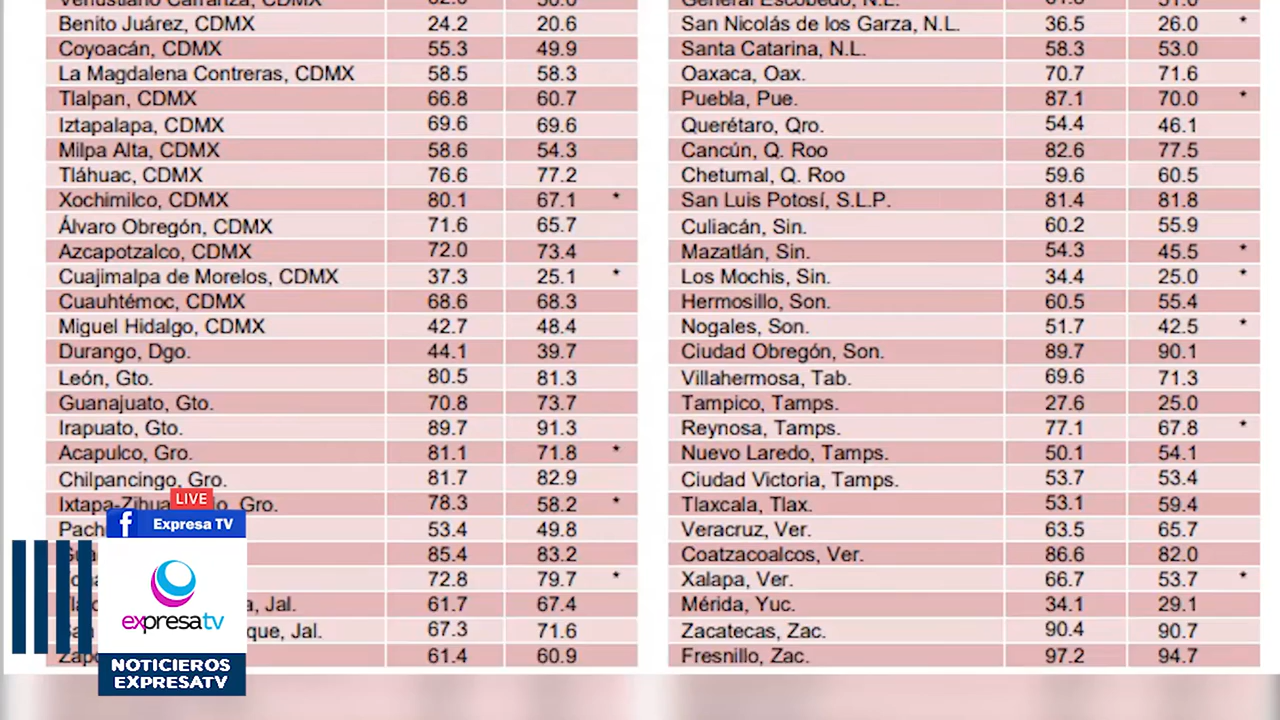 Benito Juárez, CDMX 24.2 20.6
Coyoacán, CDMX 55.3 49.9
La Magdalena Contreras, CDMX 58.5 58.3
Tlalpan, CDMX 66.8 60.7
Iztapalapa, CDMX 69.6 69.6
Milpa Alta, CDMX 58.6 54.3
Tláhuac, CDMX 76.6 77.2
Xochimilco, CDMX 80.1 67.1 *
Álvaro Obregón, CDMX 71.6 65.7
Azcapotzalco, CDMX 72.0 73.4
Cuajimalpa de Morelos, CDMX 37.3 25.1 *
Cuauhtémoc, CDMX 68.6 68.3
Miguel Hidalgo, CDMX 42.7 48.4
Durango, Dgo. 44.1 39.7
León, Gto. 80.5 81.3
Guanajuato, Gto. 70.8 73.7
Irapuato, Gto. 89.7 91.3
Acapulco, Gro. 81.1 71.8 *
Chilpancingo, Gro. 81.7 82.9
Gro. 78.3 58.2 *
53.4 49.8
85.4 83.2
72.8 79.7 *
Jal. 61.7 67.4
Jal. 67.3 71.6
61.4 60.9
San Nicolás de los Garza, N.L. 36.5 26.0 *
Santa Catarina, N.L. 58.3 53.0
Oaxaca, Oax. 70.7 71.6
Puebla, Pue. 87.1 70.0 *
Querétaro, Qro. 54.4 46.1
Cancún, Q. Roo 82.6 77.5
Chetumal, Q. Roo 59.6 60.5
San Luis Potosí, S.L.P. 81.4 81.8
Culiacán, Sin. 60.2 55.9
Mazatlán, Sin. 54.3 45.5 *
Los Mochis, Sin. 34.4 25.0 *
Hermosillo, Son. 60.5 55.4
Nogales, Son. 51.7 42.5 *
Ciudad Obregón, Son. 89.7 90.1
Villahermosa, Tab. 69.6 71.3
Tampico, Tamps. 27.6 25.0
Reynosa, Tamps. 77.1 67.8 *
Nuevo Laredo, Tamps. 50.1 54.1
Ciudad Victoria, Tamps. 53.7 53.4
Tlaxcala, Tlax. 53.1 59.4
Veracruz, Ver. 63.5 65.7
Coatzacoalcos, Ver. 86.6 82.0
Xalapa, Ver. 66.7 53.7 *
Mérida, Yuc. 34.1 29.1
Zacatecas, Zac. 90.4 90.7
Fresnillo, Zac. 97.2 94.7
LIVE
f Expresa TV
expresatv
NOTICIEROS
EXPRESATV